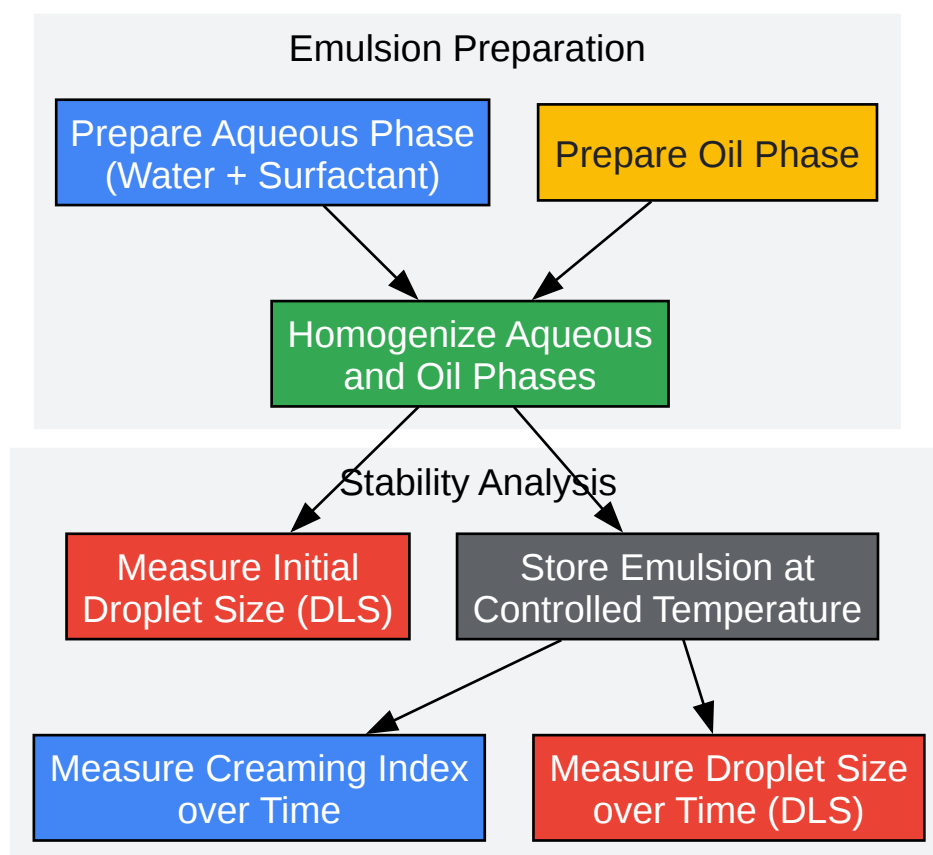 Emulsion Preparation
Prepare Aqueous Phase
(Water + Surfactant)
Prepare Oil Phase
Homogenize Aqueous
and Oil Phases
Stability Analysis
Measure Initial
Droplet Size (DLS)
Store Emulsion at
Controlled Temperature
Measure Creaming Index
over Time
Measure Droplet Size
over Time (DLS)